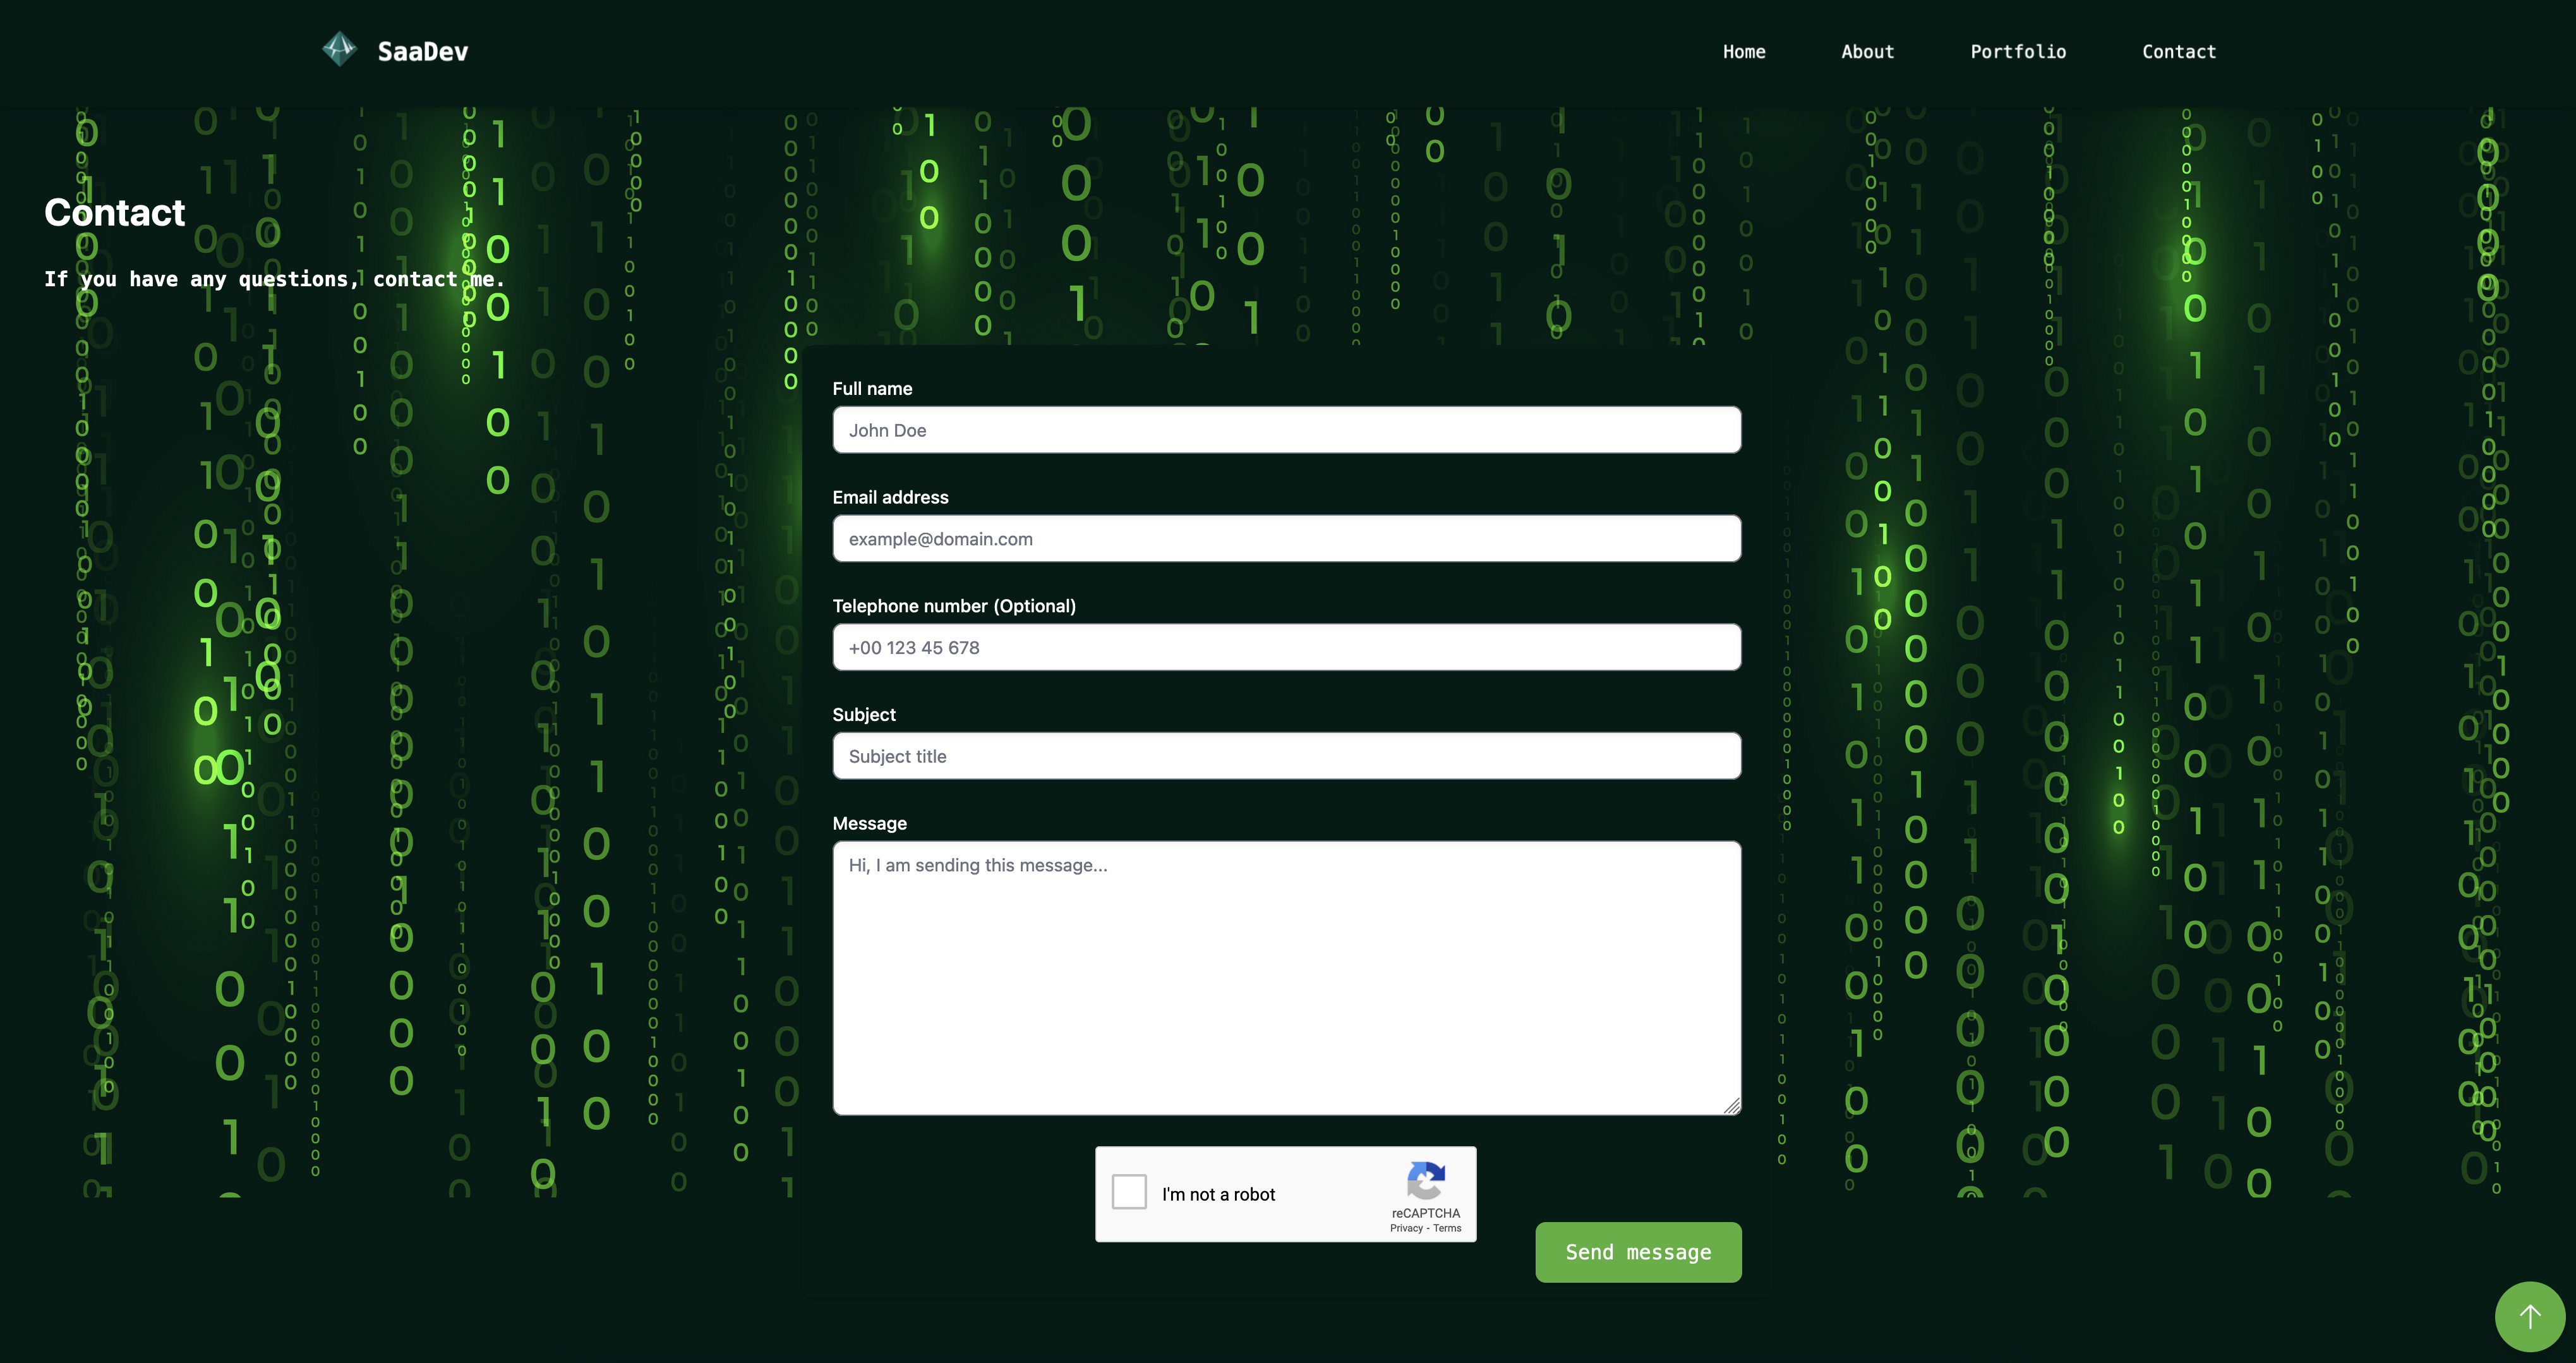 SaaDev
Home About Portfolio Contact
Contact
If you have any questions, contact me.
Full name
John Doe
Email address
example@domain.com
Telephone number (Optional)
+00 123 45 678
Subject
Subject title
Message
Hi, I am sending this message...
I'm not a robot
reCAPTCHA
Privacy - Terms
Send message